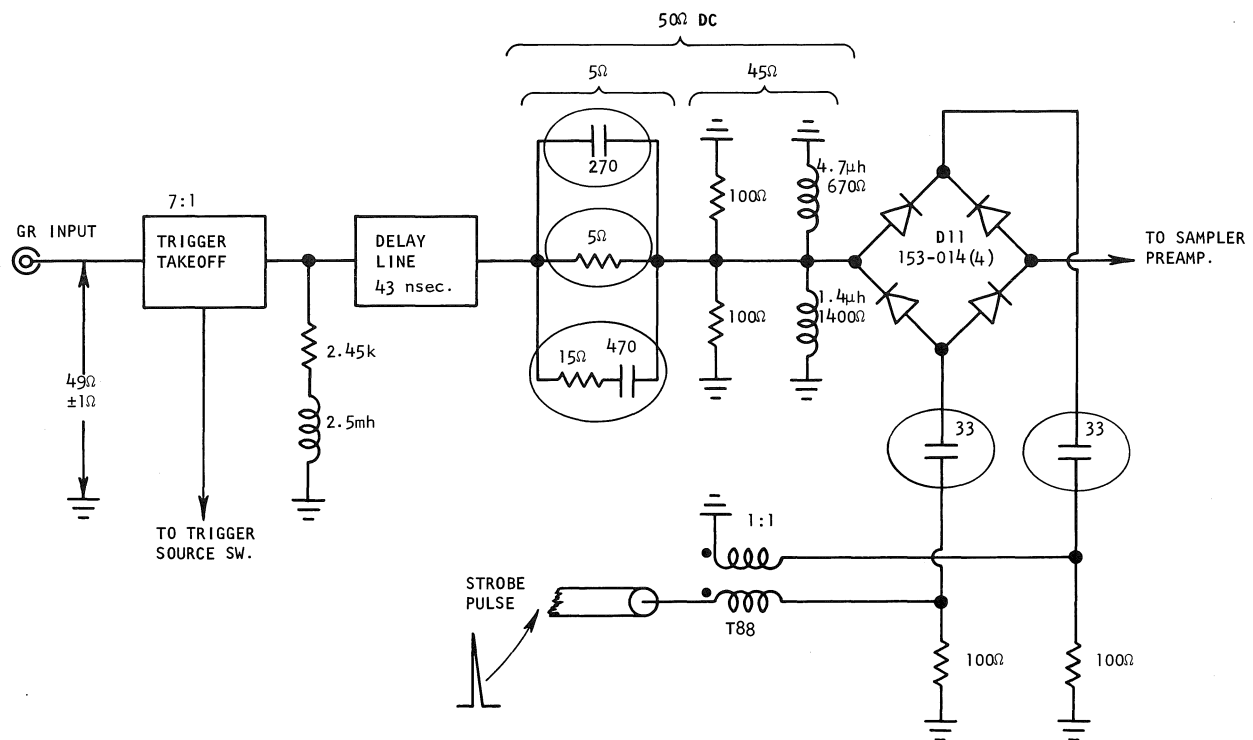 50Ω DC
5Ω
45Ω
270
4.7μh
670Ω
100Ω
7:1
GR INPUT
TRIGGER
TAKEOFF
DELAY
LINE
43 nsec.
5Ω
D11
153-014(4)
TO SAMPLER
PREAMP.
100Ω
1.4μh
1400Ω
2.45k
15Ω
470
49Ω
±1Ω
2.5mh
33
33
TO TRIGGER
SOURCE SW.
1:1
STROBE
PULSE
T88
100Ω
100Ω